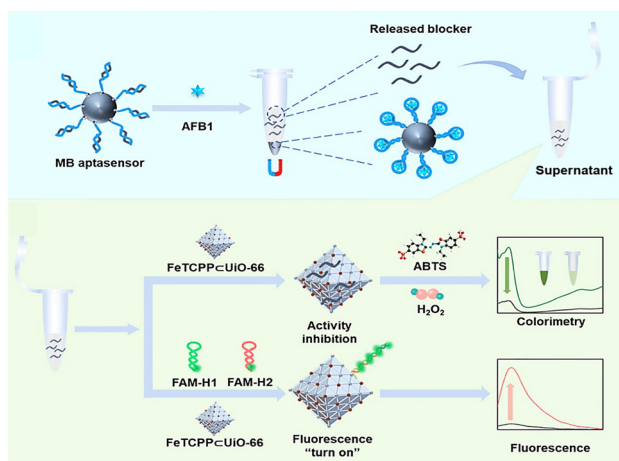 Released blocker
AFB1
MB aptasensor
Supernatant
FeTCPP⊂UiO-66
ABTS
H₂O₂
Activity
inhibition
Colorimetry
FAM-H1 FAM-H2
FeTCPP⊂UiO-66
Fluorescence
“turn on”
Fluorescence